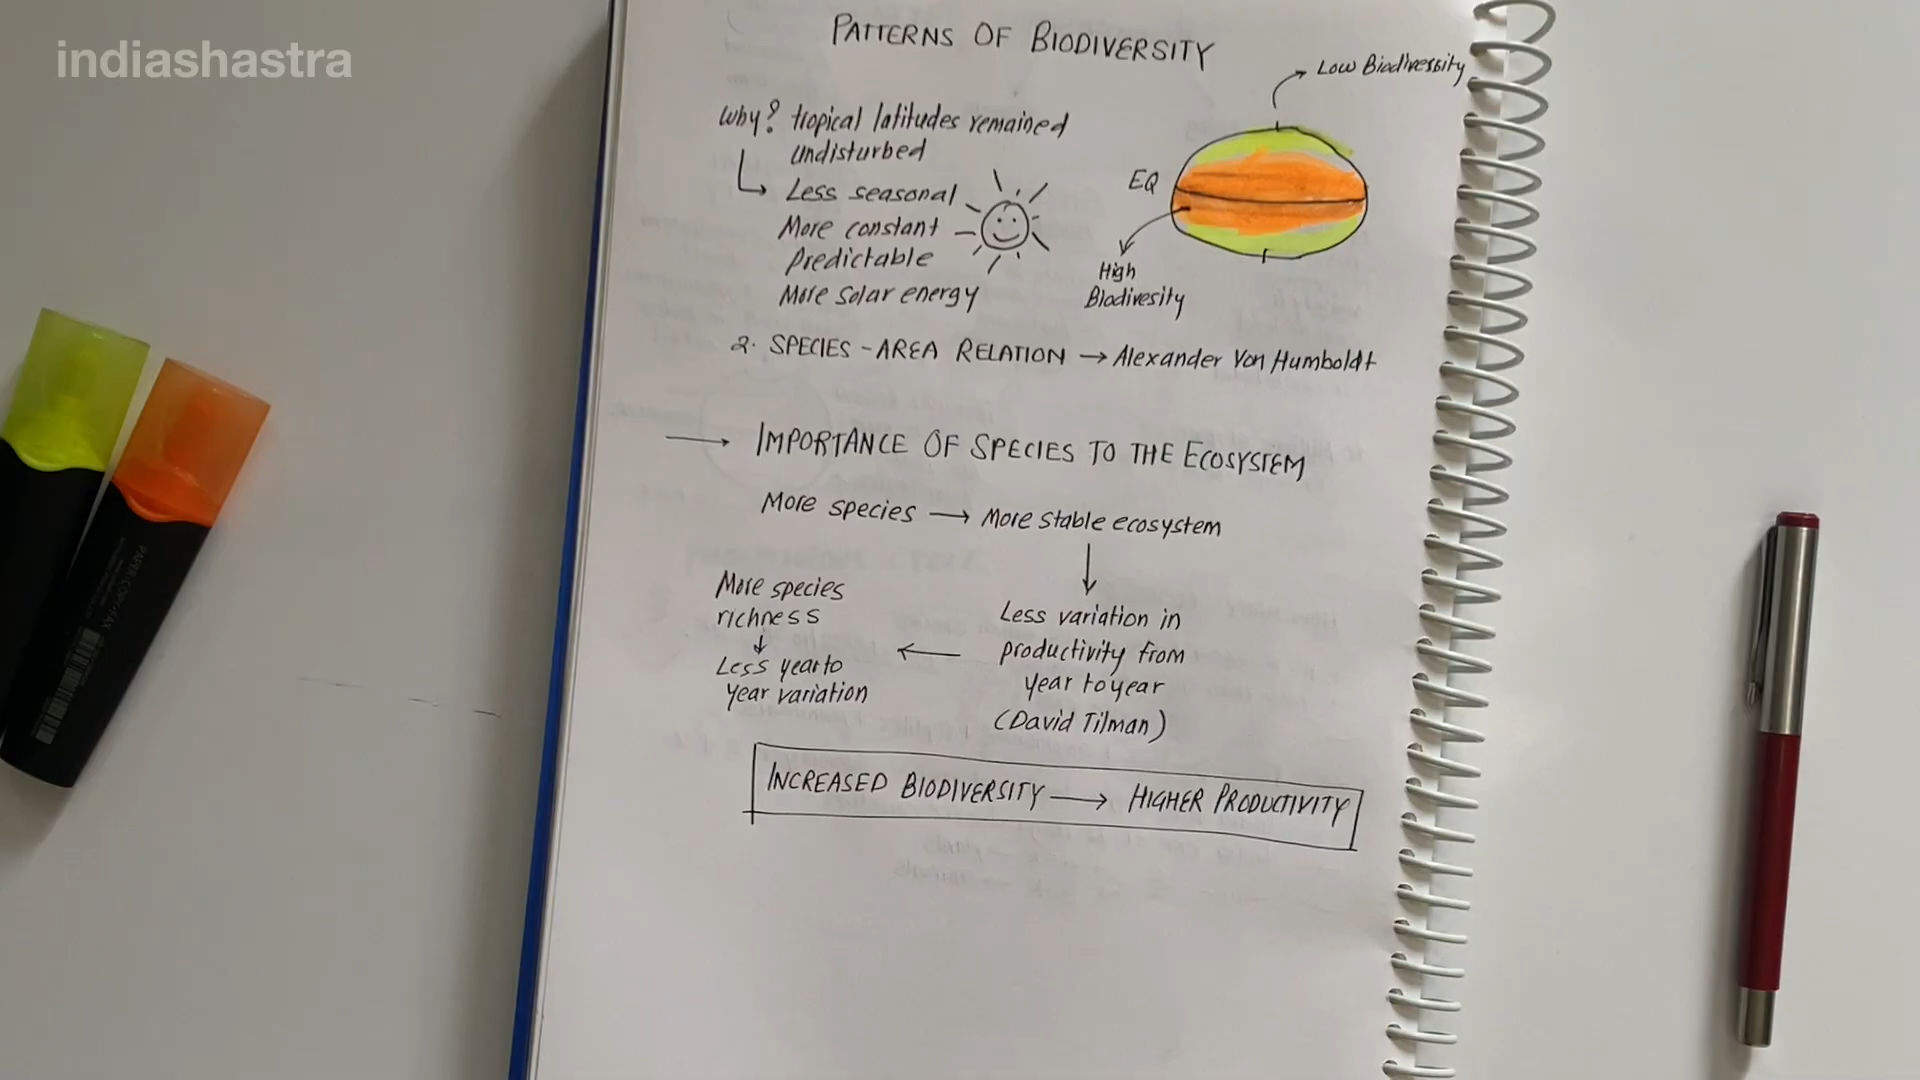 indiashastra
PATTERNS OF BIODIVERSITY
Low Biodiversity
Why? tropical latitudes remained
undisturbed
Less seasonal
More constant
Predictable
More solar energy
EQ
High
Biodivesity
2. SPECIES-AREA RELATION → Alexander Von Humboldt
→ IMPORTANCE OF SPECIES TO THE ECOSYSTEM
More species → More stable ecosystem
Less variation in
productivity from
year to year
(David Tilman)
More species
richness
Less year to
year variation
INCREASED BIODIVERSITY → HIGHER PRODUCTIVITY